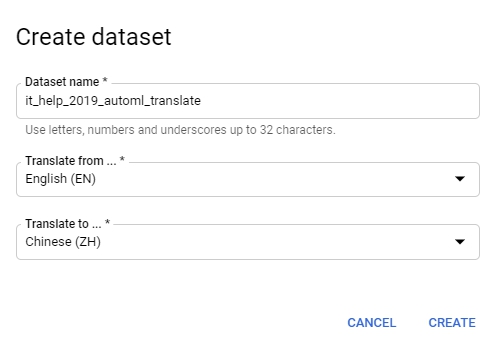 Create dataset
Dataset name *
it_help_2019_automl_translate
Use letters, numbers and underscores up to 32 characters.
Translate from ... *
English (EN)
Translate to ... *
Chinese (ZH)
CANCEL CREATE